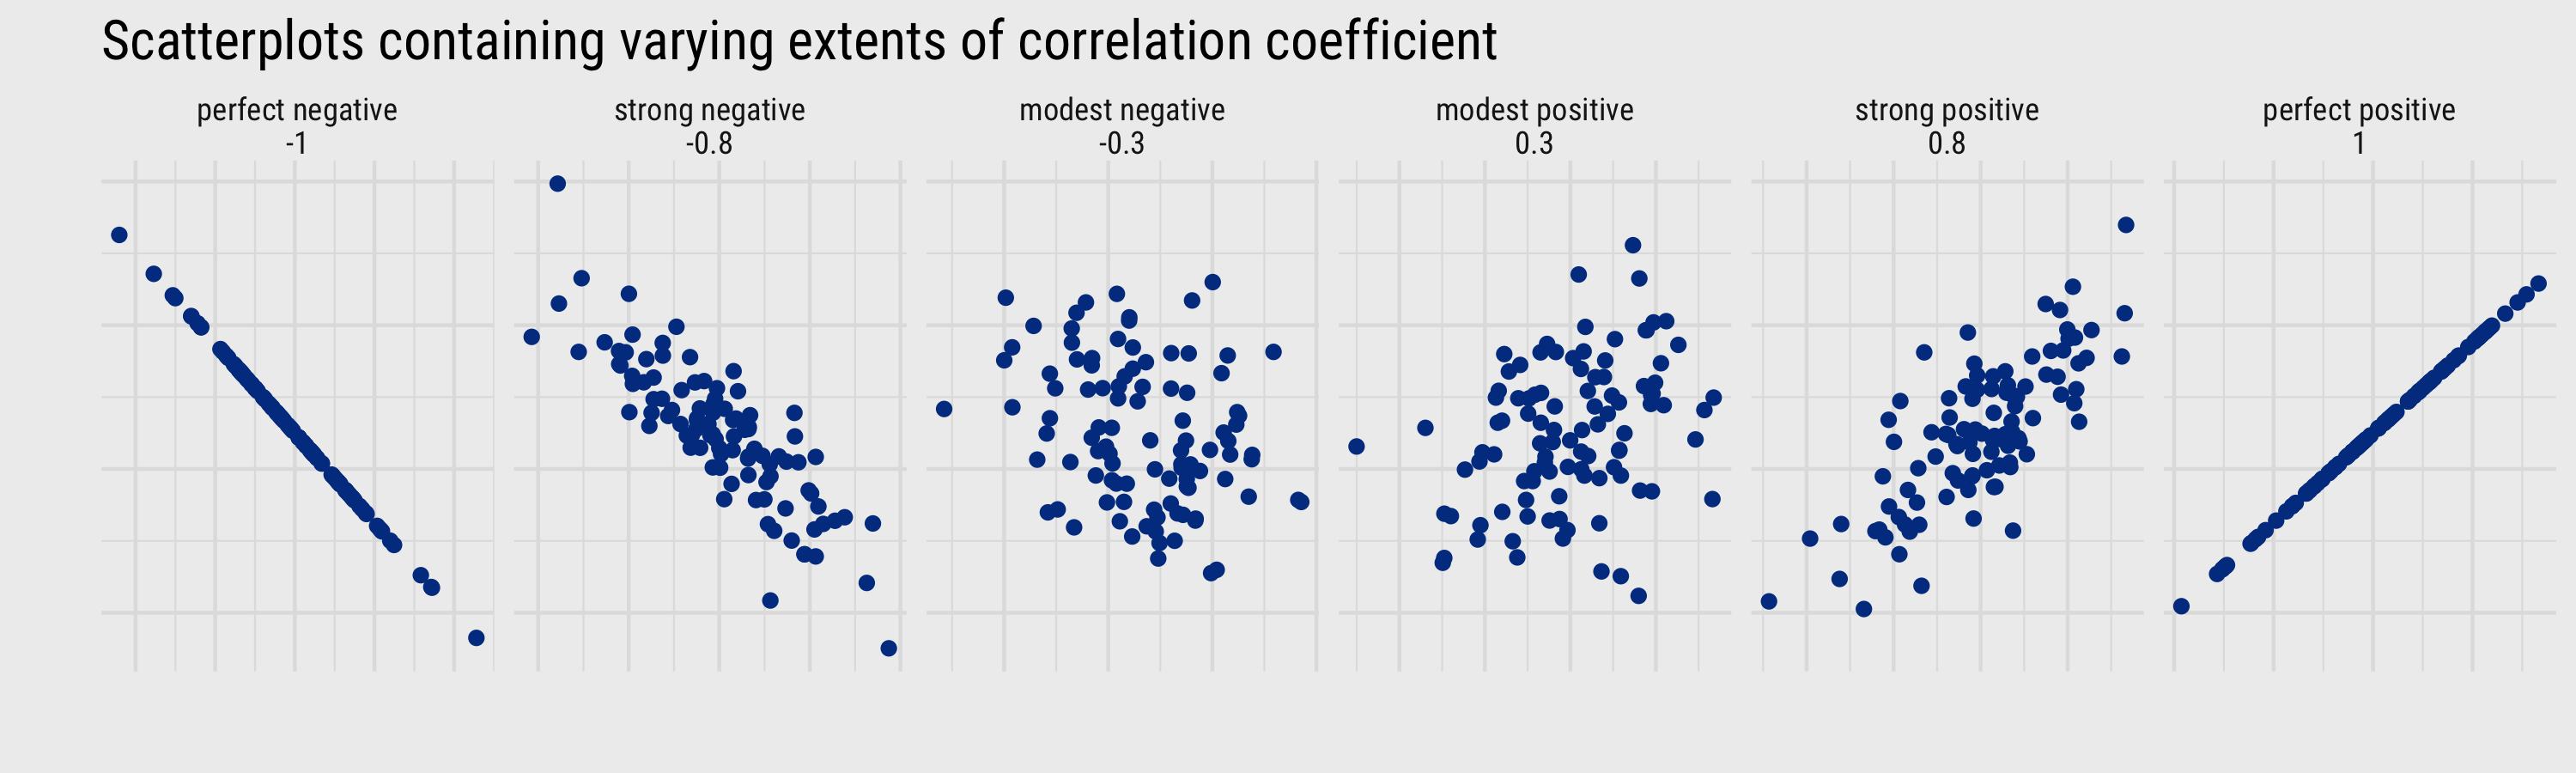 Scatterplots containing varying extents of correlation coefficient
perfect negative
-1
strong negative
-0.8
modest negative
-0.3
modest positive
0.3
strong positive
0.8
perfect positive
1